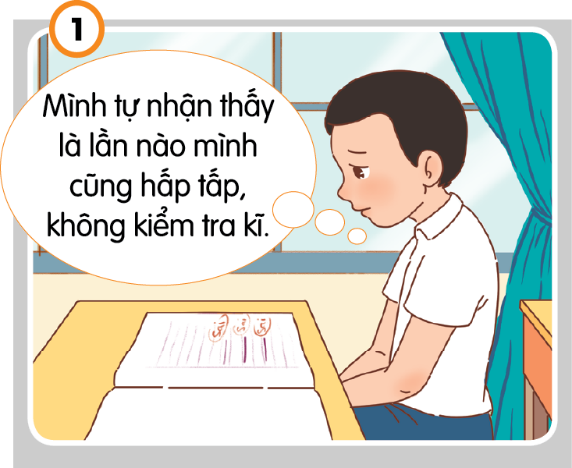 1
Mình tự nhận thấy
là lần nào mình
cũng hấp tấp,
không kiểm tra kĩ.